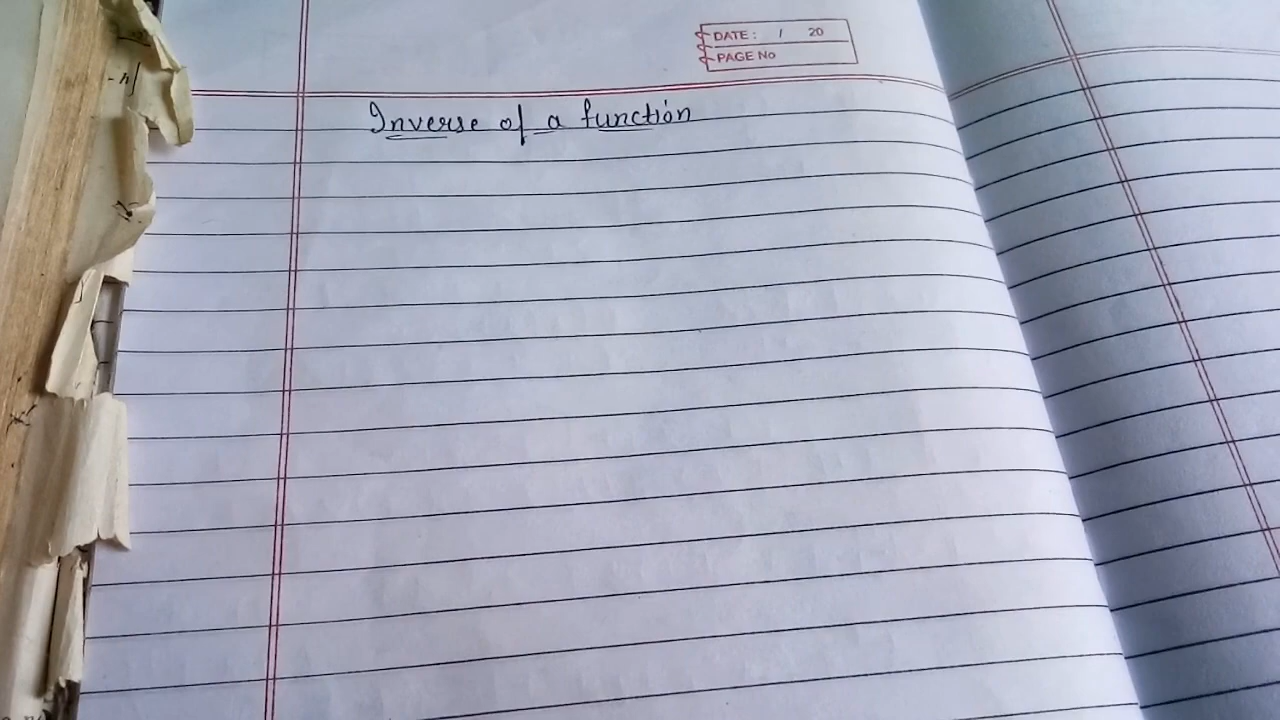 DATE: / 20
PAGE No
Inverse of a function